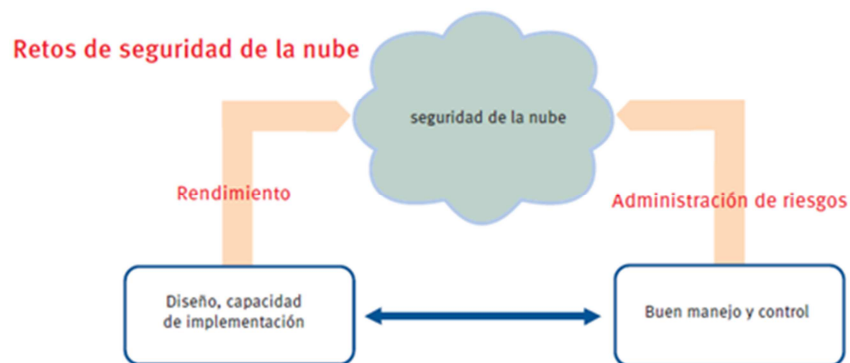 Retos de seguridad de la nube
seguridad de la nube
Rendimiento
Administración de riesgos
Diseño, capacidad
de implementación
Buen manejo y control